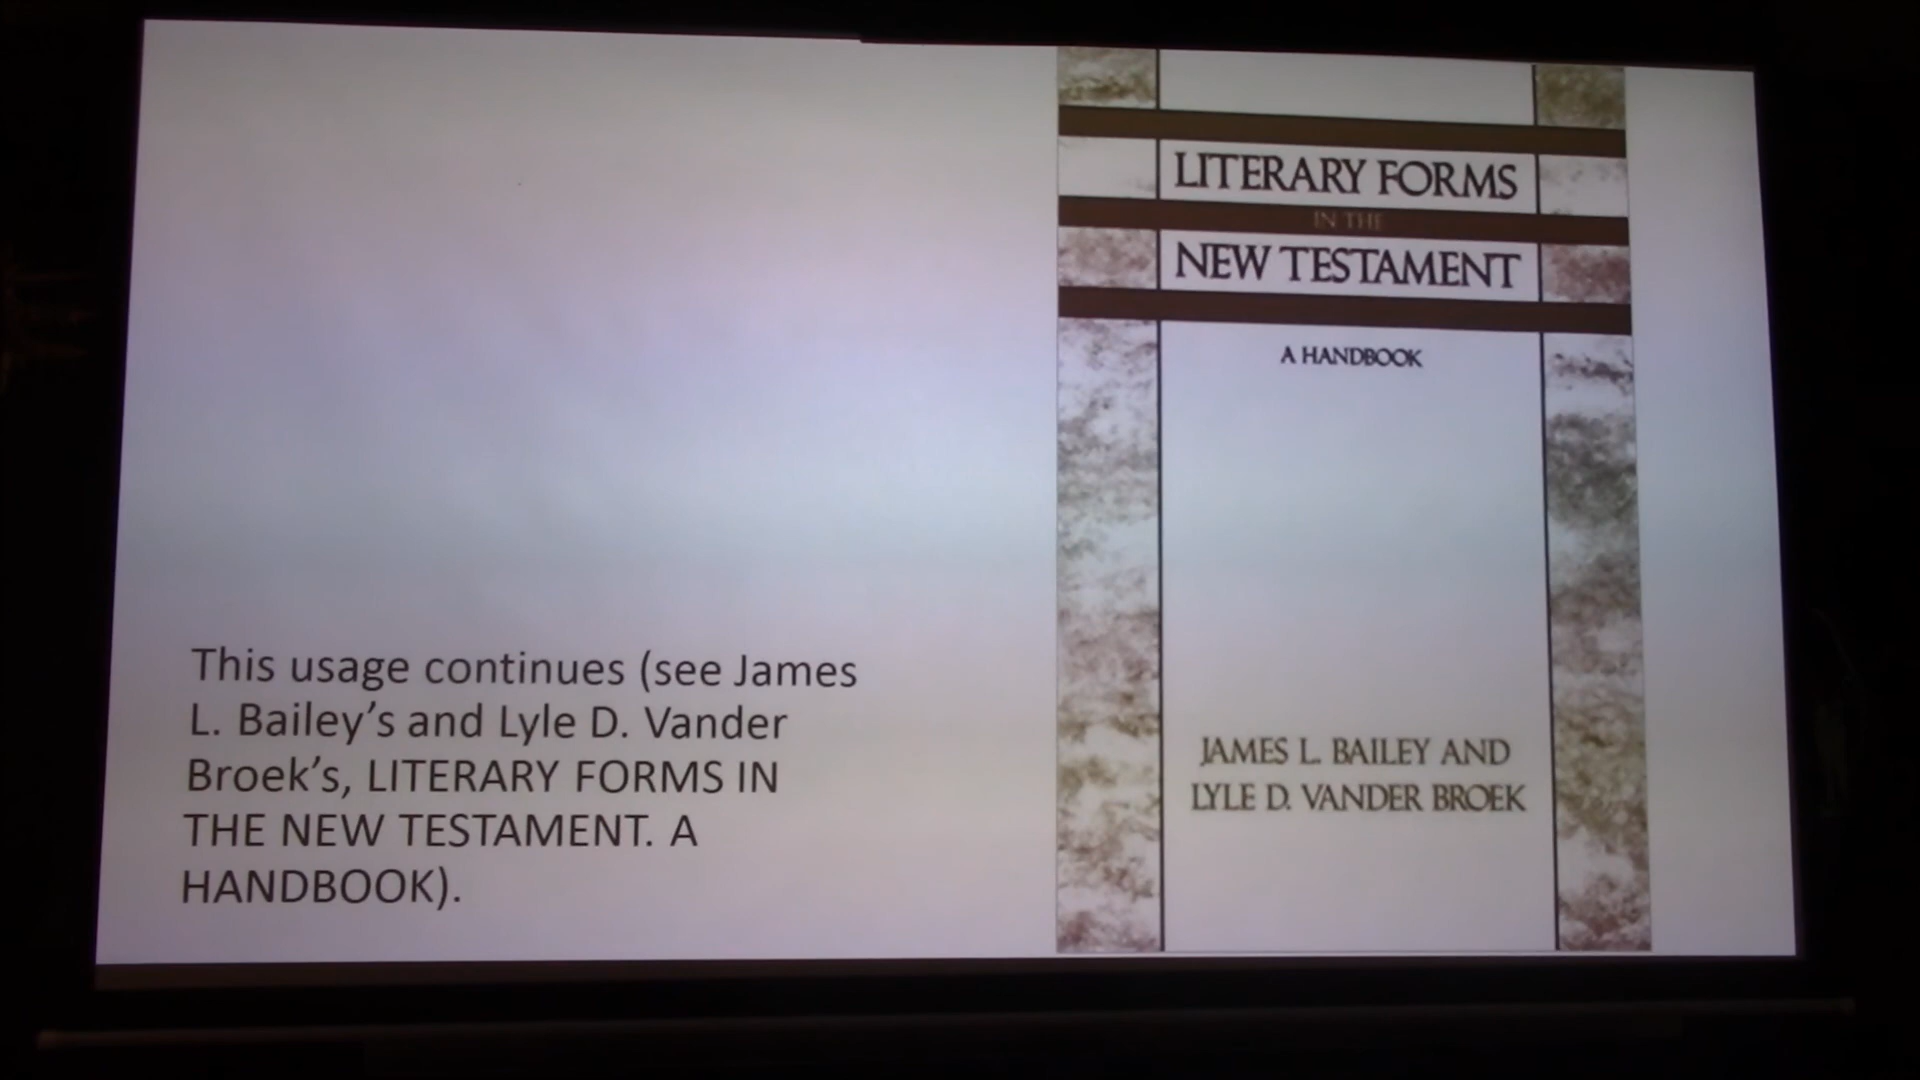 This usage continues (see James
L. Bailey’s and Lyle D. Vander
Broek’s, LITERARY FORMS IN
THE NEW TESTAMENT. A
HANDBOOK).
LITERARY FORMS
IN THE
NEW TESTAMENT
A HANDBOOK
JAMES L. BAILEY AND
LYLE D. VANDER BROEK